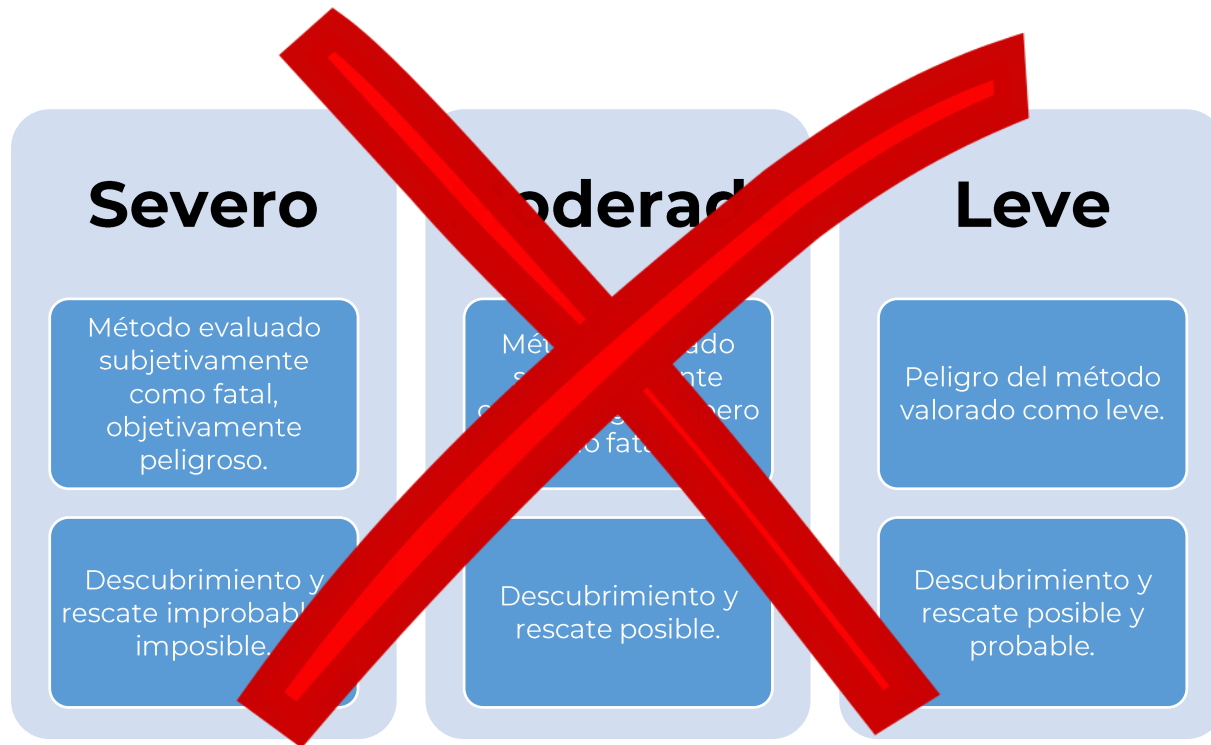 Severo
Método evaluado
subjetivamente
como fatal,
objetivamente
peligroso.
Descubrimiento y
rescate
imposible.
pero
Descubrimiento y
rescate posible.
Leve
Peligro del método
valorado como leve.
Descubrimiento y
rescate posible y
probable.